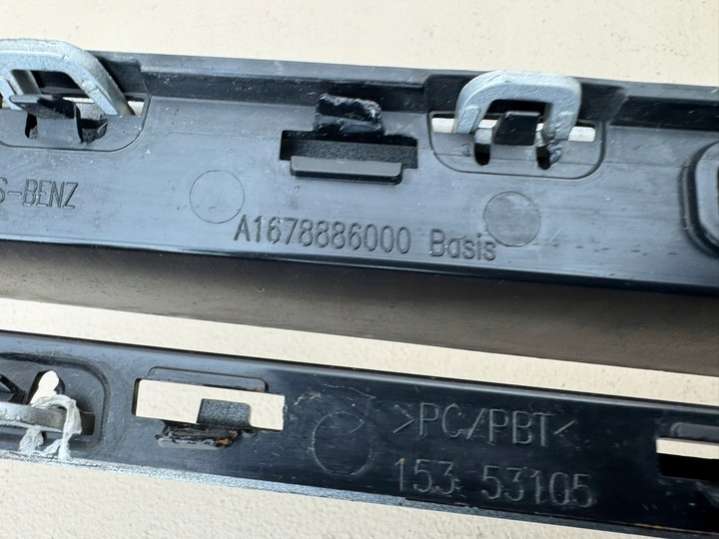 S-BENZ
A1678886000 Basis
>PC/PBT<
153 53105